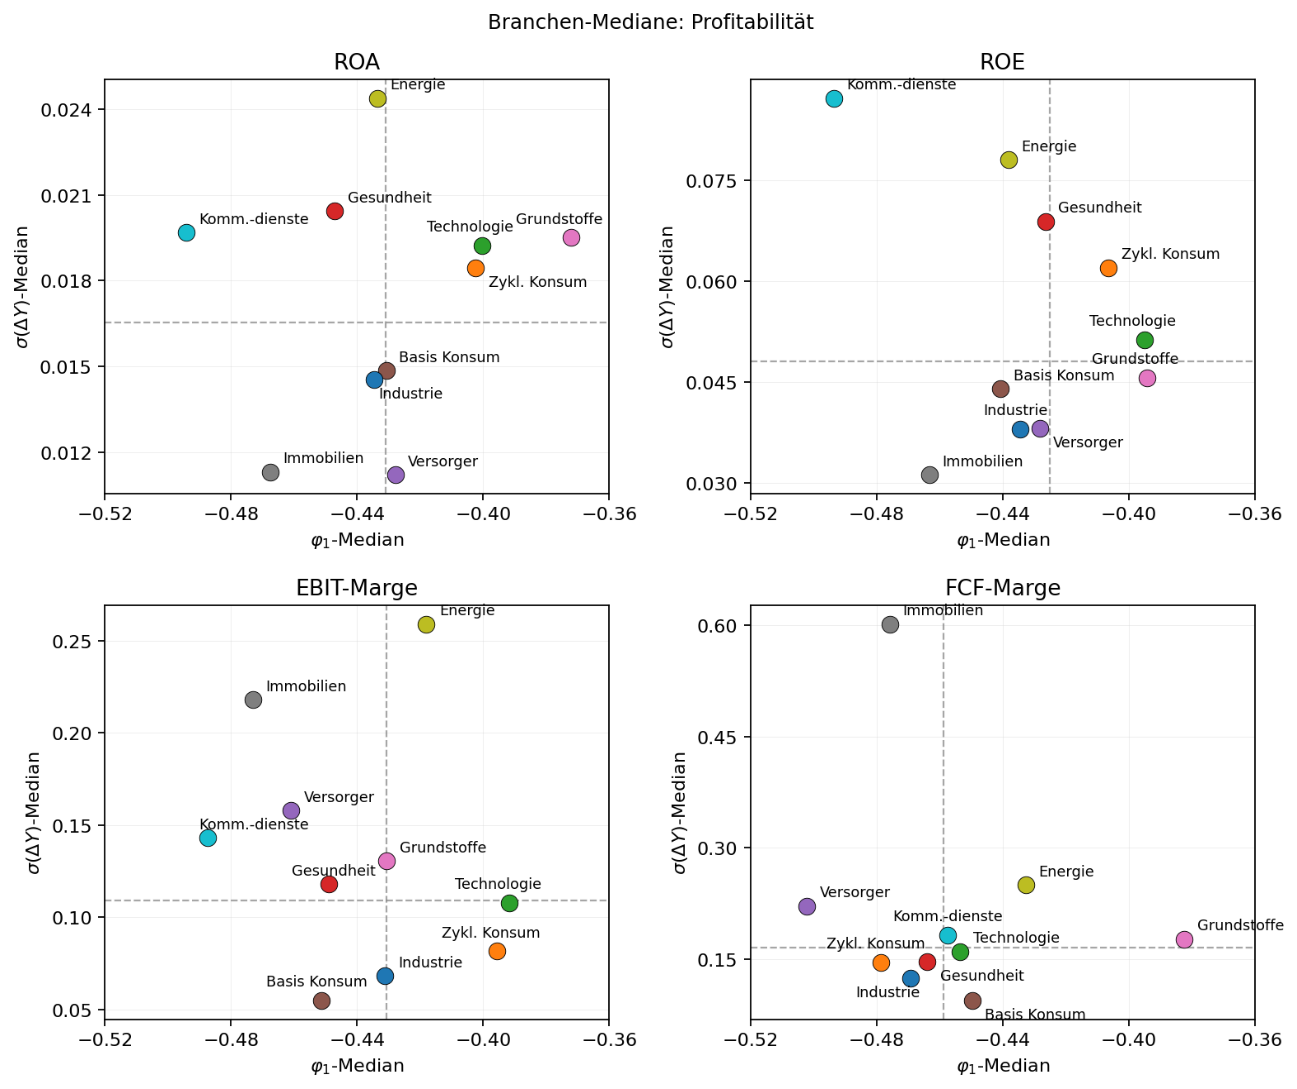 Branchen-Mediane: Profitabilität
ROA
σ(ΔY)-Median
0.024
0.021
0.018
0.015
0.012
Energie
Gesundheit
Komm.-dienste
Technologie
Grundstoffe
Zykl. Konsum
Basis Konsum
Industrie
Immobilien
Versorger
−0.52
−0.48
−0.44
−0.40
−0.36
φ₁-Median
ROE
σ(ΔY)-Median
0.075
0.060
0.045
0.030
Komm.-dienste
Energie
Gesundheit
Zykl. Konsum
Technologie
Grundstoffe
Basis Konsum
Industrie
Versorger
Immobilien
−0.52
−0.48
−0.44
−0.40
−0.36
φ₁-Median
EBIT-Marge
σ(ΔY)-Median
0.25
0.20
0.15
0.10
0.05
Energie
Immobilien
Versorger
Komm.-dienste
Grundstoffe
Gesundheit
Technologie
Zykl. Konsum
Industrie
Basis Konsum
−0.52
−0.48
−0.44
−0.40
−0.36
φ₁-Median
FCF-Marge
σ(ΔY)-Median
0.60
0.45
0.30
0.15
Immobilien
Energie
Versorger
Komm.-dienste
Grundstoffe
Zykl. Konsum
Technologie
Gesundheit
Industrie
Basis Konsum
−0.52
−0.48
−0.44
−0.40
−0.36
φ₁-Median